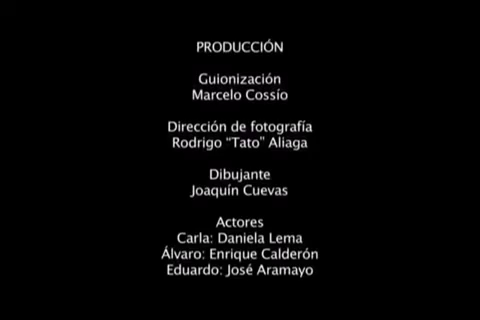 PRODUCCIÓN
Guionización
Marcelo Cossío
Dirección de fotografía
Rodrigo “Tato” Aliaga
Dibujante
Joaquín Cuevas
Actores
Carla: Daniela Lema
Álvaro: Enrique Calderón
Eduardo: José Aramayo